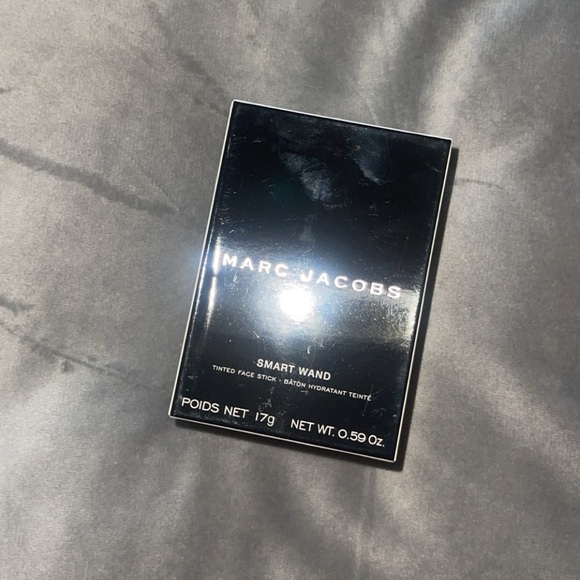 MARC JACOBS
SMART WAND
TINTED FACE STICK - BÂTON HYDRATANT TEINTÉ
POIDS NET 17g NET WT. 0.59 Oz.